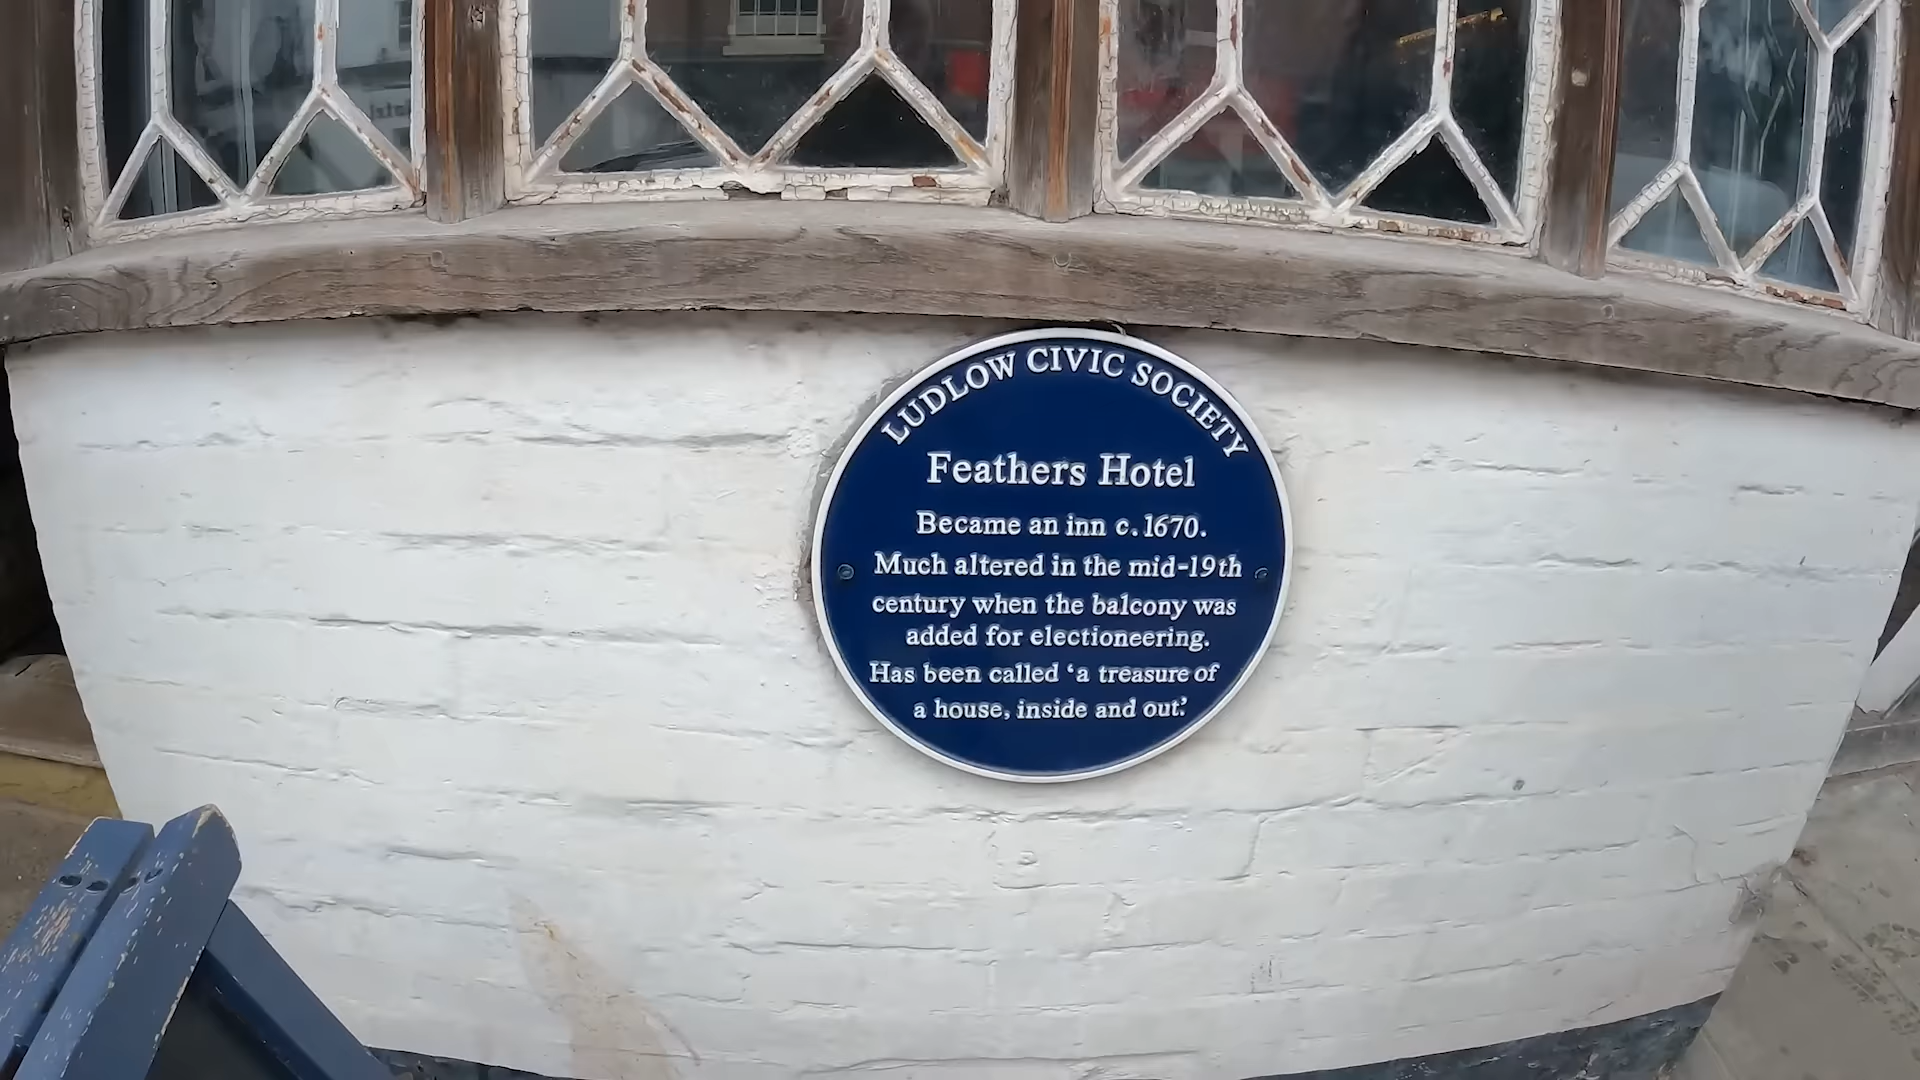 LUDLOW CIVIC SOCIETY
Feathers Hotel
Became an inn c. 1670.
Much altered in the mid-19th
century when the balcony was
added for electioneering.
Has been called ‘a treasure of
a house, inside and out.’